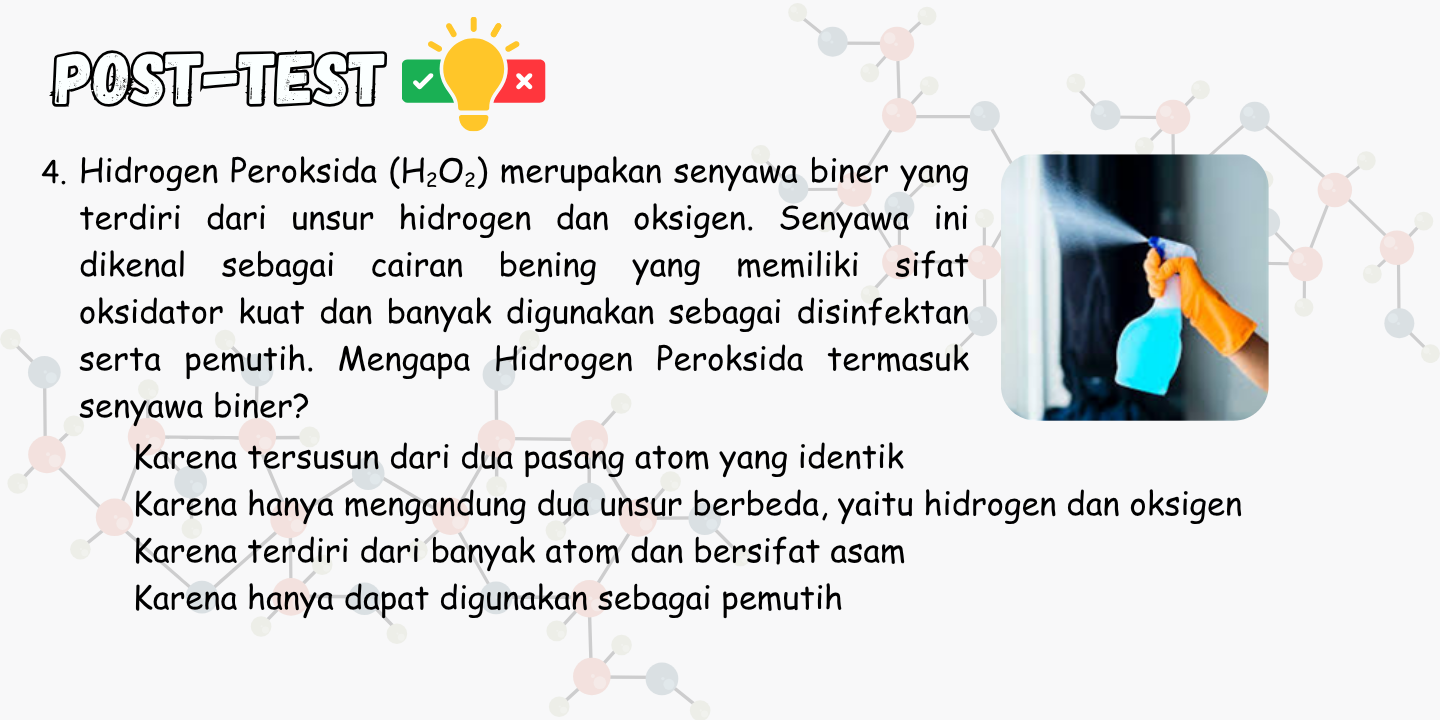 POST-TEST
4. Hidrogen Peroksida (H₂O₂) merupakan senyawa biner yang
terdiri dari unsur hidrogen dan oksigen. Senyawa ini
dikenal sebagai cairan bening yang memiliki sifat
oksidator kuat dan banyak digunakan sebagai disinfektan
serta pemutih. Mengapa Hidrogen Peroksida termasuk
senyawa biner?
Karena tersusun dari dua pasang atom yang identik
Karena hanya mengandung dua unsur berbeda, yaitu hidrogen dan oksigen
Karena terdiri dari banyak atom dan bersifat asam
Karena hanya dapat digunakan sebagai pemutih